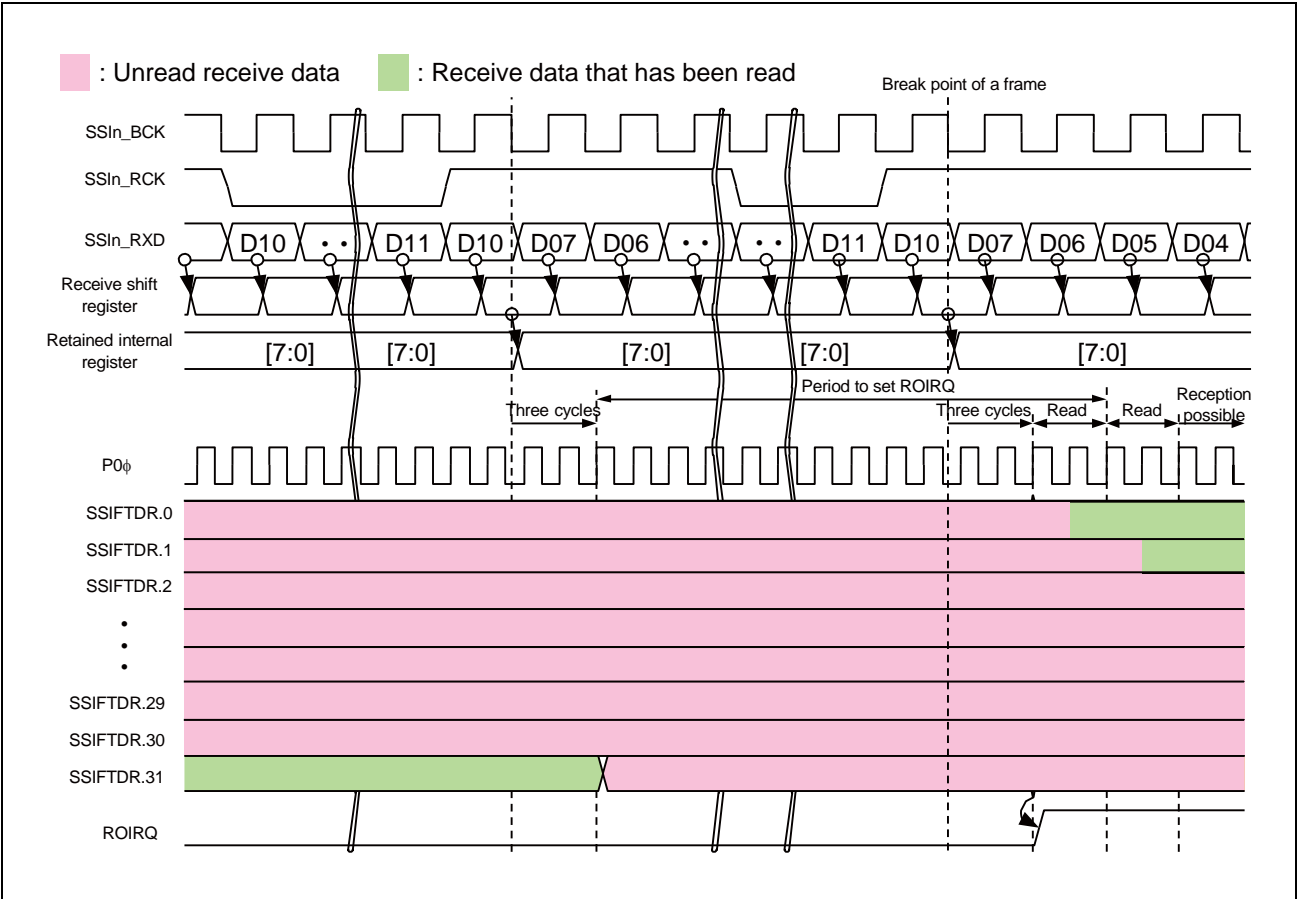 : Unread receive data : Receive data that has been read
Break point of a frame
SSIn_BCK
SSIn_RCK
SSIn_RXD D10 ・・ D11 D10 D07 D06 ・・ ・・ D11 D10 D07 D06 D05 D04
Receive shift
register
Retained internal
register
[7:0] [7:0] [7:0] [7:0] [7:0]
Period to set ROIRQ
Three cycles Three cycles Read Read Reception
possible
P0ϕ
SSIFTDR.0
SSIFTDR.1
SSIFTDR.2
•
•
•
SSIFTDR.29
SSIFTDR.30
SSIFTDR.31
ROIRQ